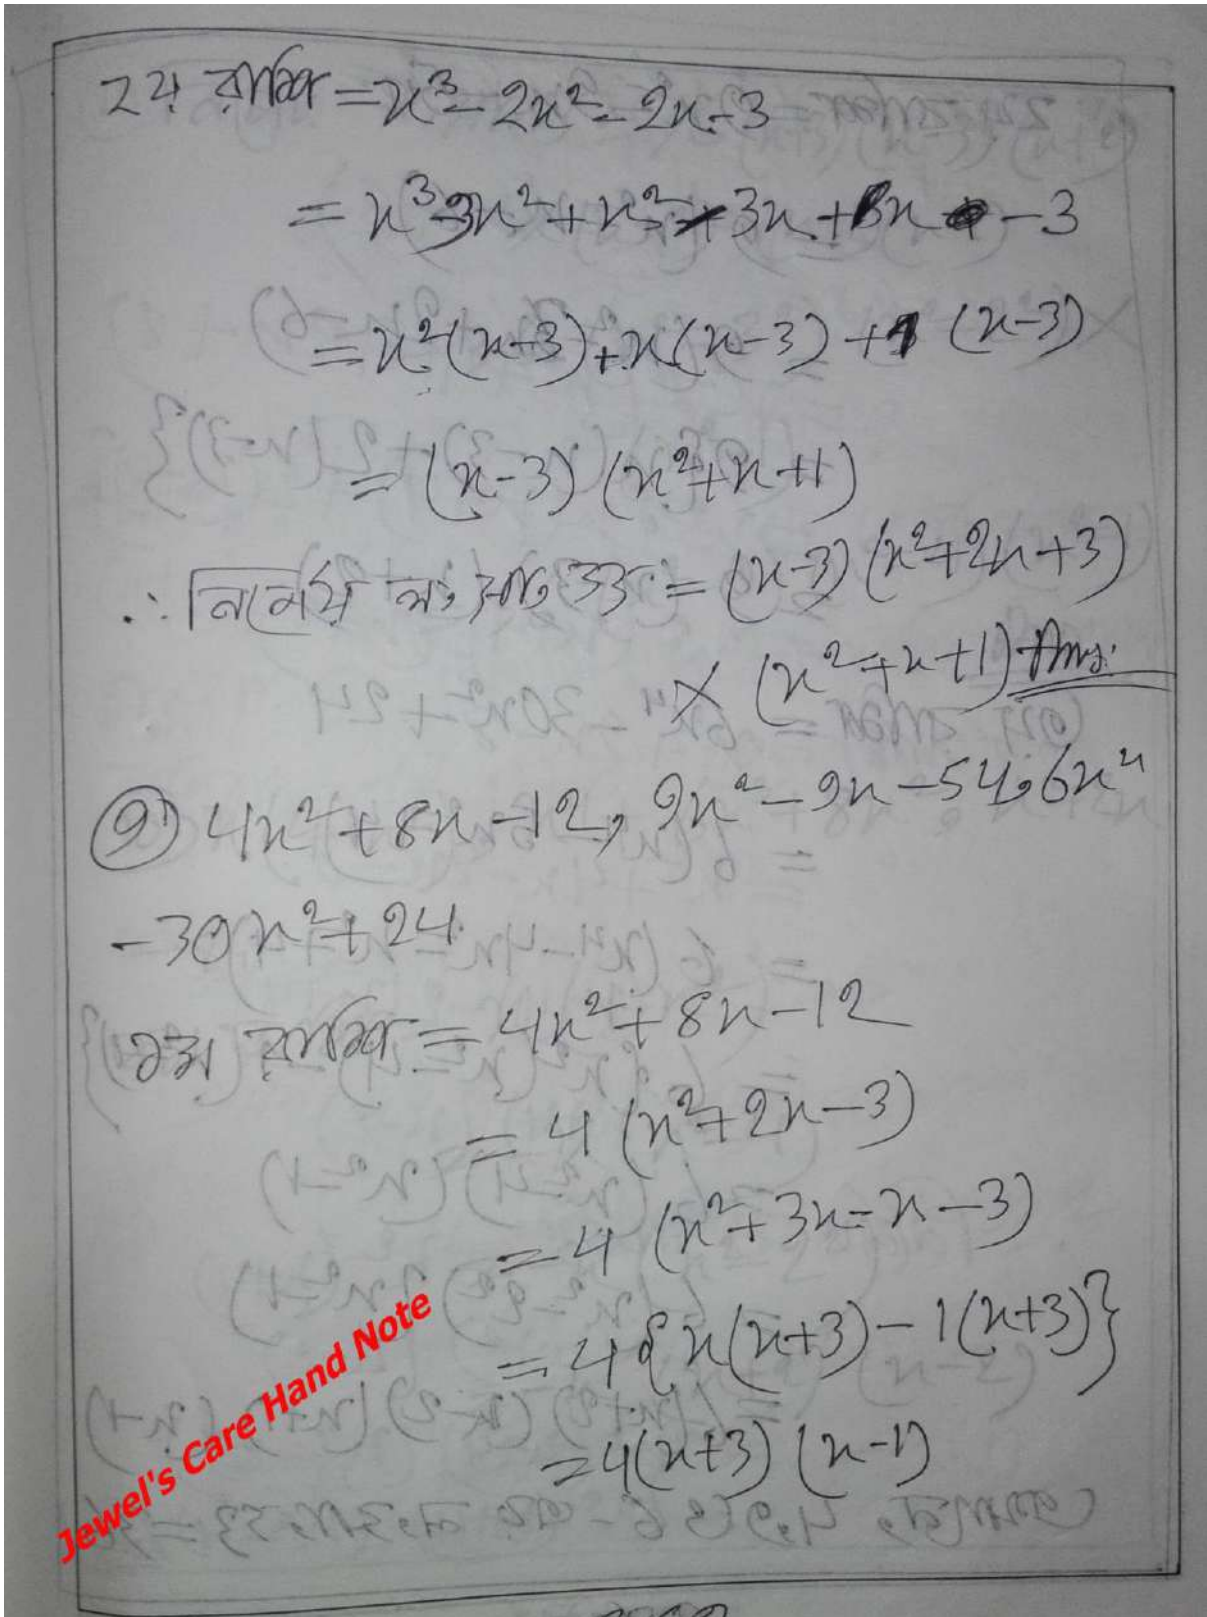 ২য় রাশি = x³ - 2x² - 2x - 3
= x³ - 3x² + x² - 3x + x - 3
= x²(x-3) + x(x-3) + 1 (x-3)
= (x-3) (x²+x+1)
∴ নির্ণেয় ল, সা, গু = (x-3) (x²+2x+3)
× (x²+x+1) Ans:
4x² + 8x - 12, 9x² - 9x - 54, 6x⁴
- 30x² + 24
১ম রাশি = 4x² + 8x - 12
= 4 (x² + 2x - 3)
= 4 (x² + 3x - x - 3)
= 4 {x(x+3) - 1(x+3)}
= 4(x+3) (x-1)
Jewel's Care Hand Note